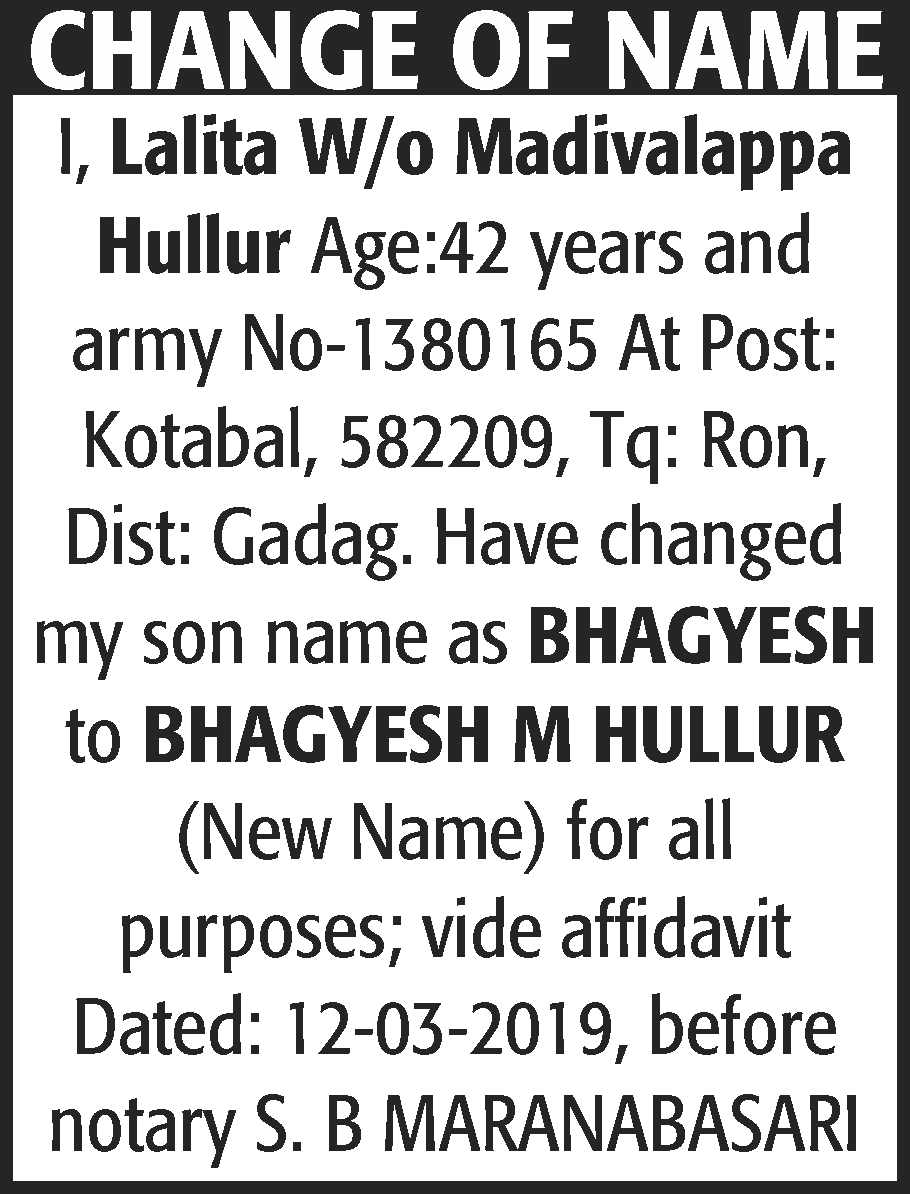 CHANGE OF NAME
I, Lalita W/o Madivalappa
Hullur Age:42 years and
army No-1380165 At Post:
Kotabal, 582209, Tq: Ron,
Dist: Gadag. Have changed
my son name as BHAGYESH
to BHAGYESH M HULLUR
(New Name) for all
purposes; vide affidavit
Dated: 12-03-2019, before
notary S. B MARANABASARI